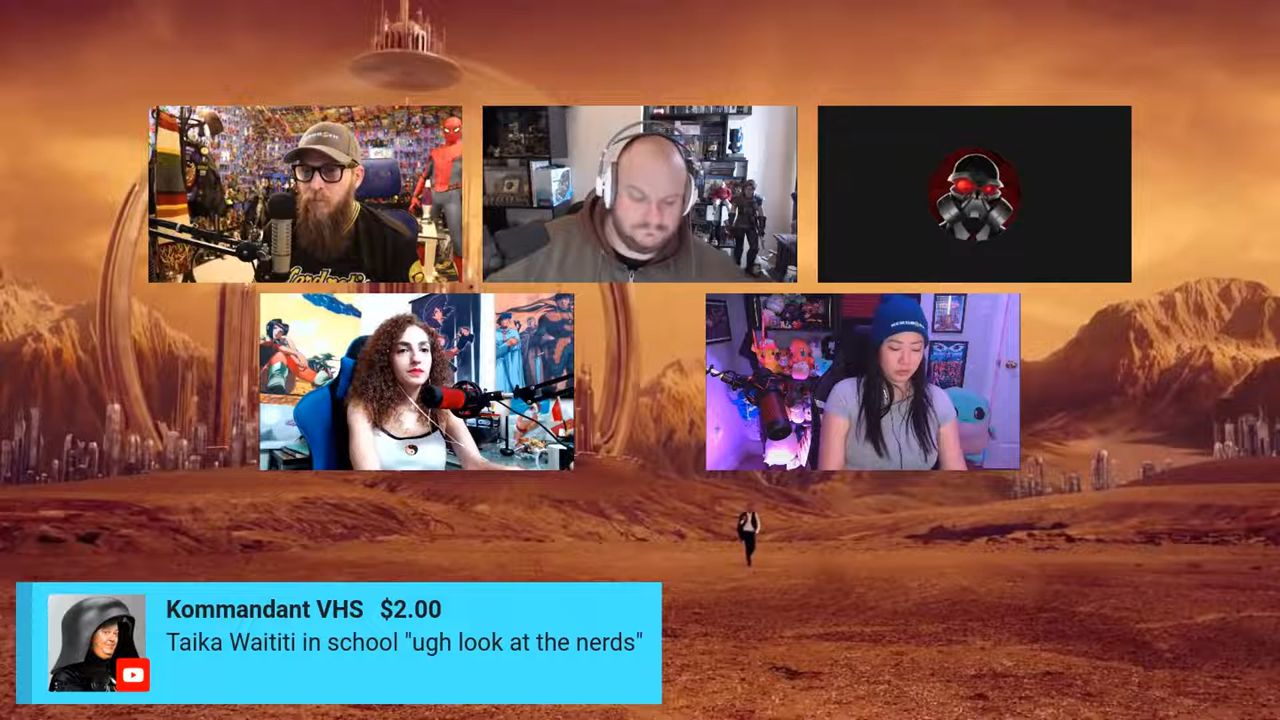 Kommandant VHS $2.00
Taika Waititi in school "ugh look at the nerds"